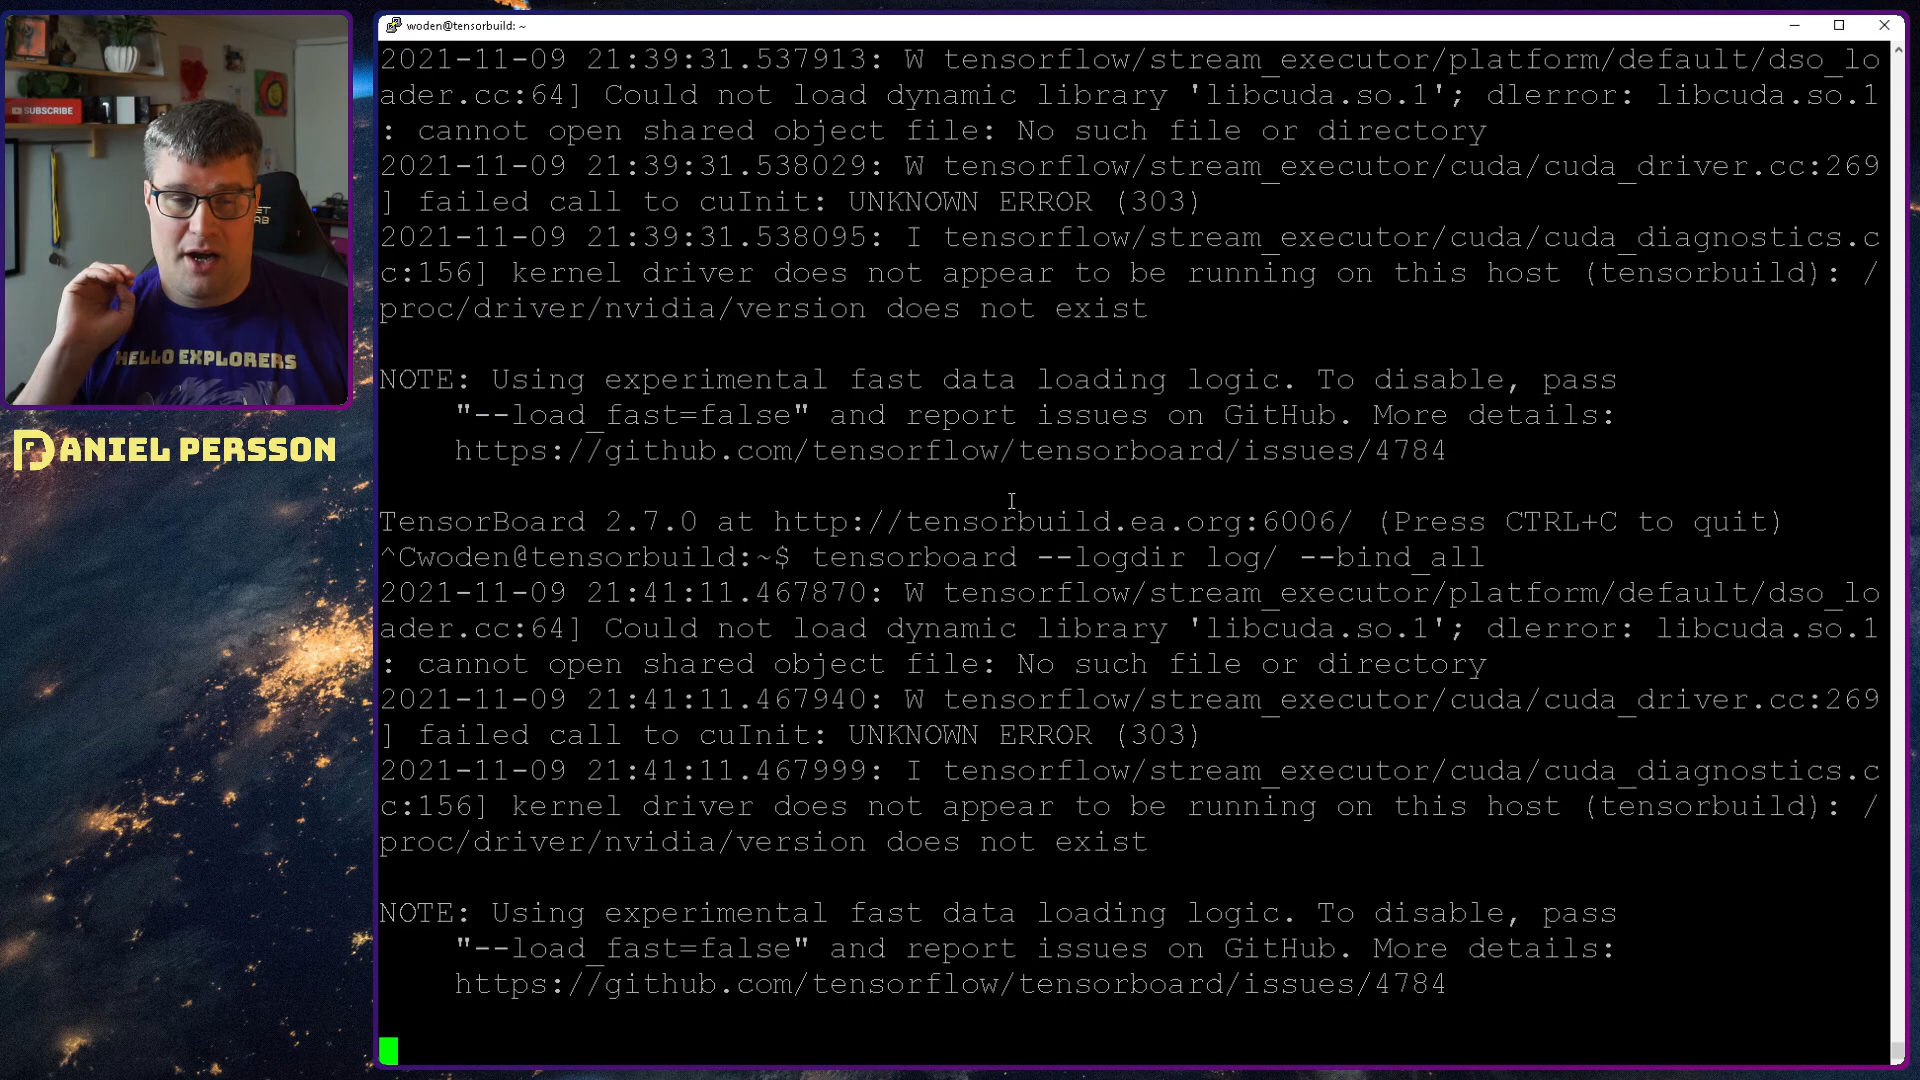 woden@tensorbuild: ~
2021-11-09 21:39:31.537913: W tensorflow/stream_executor/platform/default/dso_lo
ader.cc:64] Could not load dynamic library 'libcuda.so.1'; dlerror: libcuda.so.1
: cannot open shared object file: No such file or directory
2021-11-09 21:39:31.538029: W tensorflow/stream_executor/cuda/cuda_driver.cc:269
] failed call to cuInit: UNKNOWN ERROR (303)
2021-11-09 21:39:31.538095: I tensorflow/stream_executor/cuda/cuda_diagnostics.c
c:156] kernel driver does not appear to be running on this host (tensorbuild): /
proc/driver/nvidia/version does not exist
NOTE: Using experimental fast data loading logic. To disable, pass
"--load_fast=false" and report issues on GitHub. More details:
https://github.com/tensorflow/tensorboard/issues/4784
TensorBoard 2.7.0 at http://tensorbuild.ea.org:6006/ (Press CTRL+C to quit)
^Cwoden@tensorbuild:~$ tensorboard --logdir log/ --bind_all
2021-11-09 21:41:11.467870: W tensorflow/stream_executor/platform/default/dso_lo
ader.cc:64] Could not load dynamic library 'libcuda.so.1'; dlerror: libcuda.so.1
: cannot open shared object file: No such file or directory
2021-11-09 21:41:11.467940: W tensorflow/stream_executor/cuda/cuda_driver.cc:269
] failed call to cuInit: UNKNOWN ERROR (303)
2021-11-09 21:41:11.467999: I tensorflow/stream_executor/cuda/cuda_diagnostics.c
c:156] kernel driver does not appear to be running on this host (tensorbuild): /
proc/driver/nvidia/version does not exist
NOTE: Using experimental fast data loading logic. To disable, pass
"--load_fast=false" and report issues on GitHub. More details:
https://github.com/tensorflow/tensorboard/issues/4784
SUBSCRIBE
HELLO EXPLORERS
DANIEL PERSSON